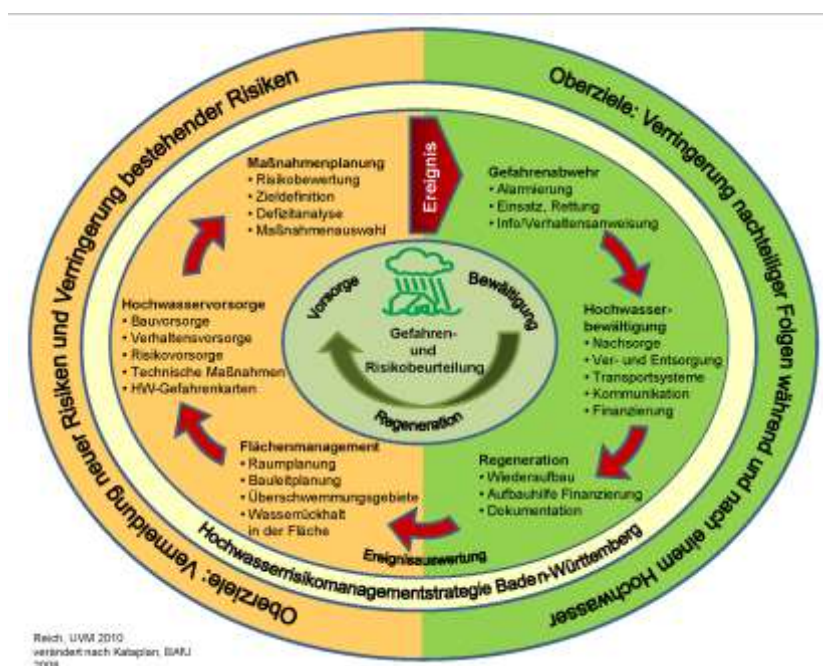 Oberziele: Vermeidung neuer Risiken und Verringerung bestehender Risiken
Oberziele: Verringerung nachteiliger Folgen während und nach einem Hochwasser
Hochwasserrisikomanagementstrategie Baden-Württemberg
Ereignis
Maßnahmenplanung
• Risikobewertung
• Zieldefinition
• Defizitanalyse
• Maßnahmenauswahl
Gefahrenabwehr
• Alarmierung
• Einsatz, Rettung
• Info/Verhaltensanweisung
Hochwasser-
bewältigung
• Nachsorge
• Ver- und Entsorgung
• Transportsysteme
• Kommunikation
• Finanzierung
Regeneration
• Wiederaufbau
• Aufbauhilfe Finanzierung
• Dokumentation
Ereignisauswertung
Flächenmanagement
• Raumplanung
• Bauleitplanung
• Überschwemmungsgebiete
• Wasserrückhalt
in der Fläche
Hochwasservorsorge
• Bauvorsorge
• Verhaltensvorsorge
• Risikovorsorge
• Technische Maßnahmen
• HW-Gefahrenkarten
Vorsorge
Bewältigung
Gefahren-
und
Risikobeurteilung
Regeneration
Reich, UVM 2010
verändert nach Kataplan,